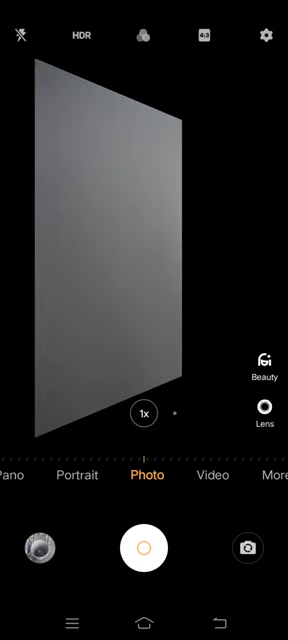 HDR
4:3
Beauty
1x
Lens
Pano
Portrait
Photo
Video
More